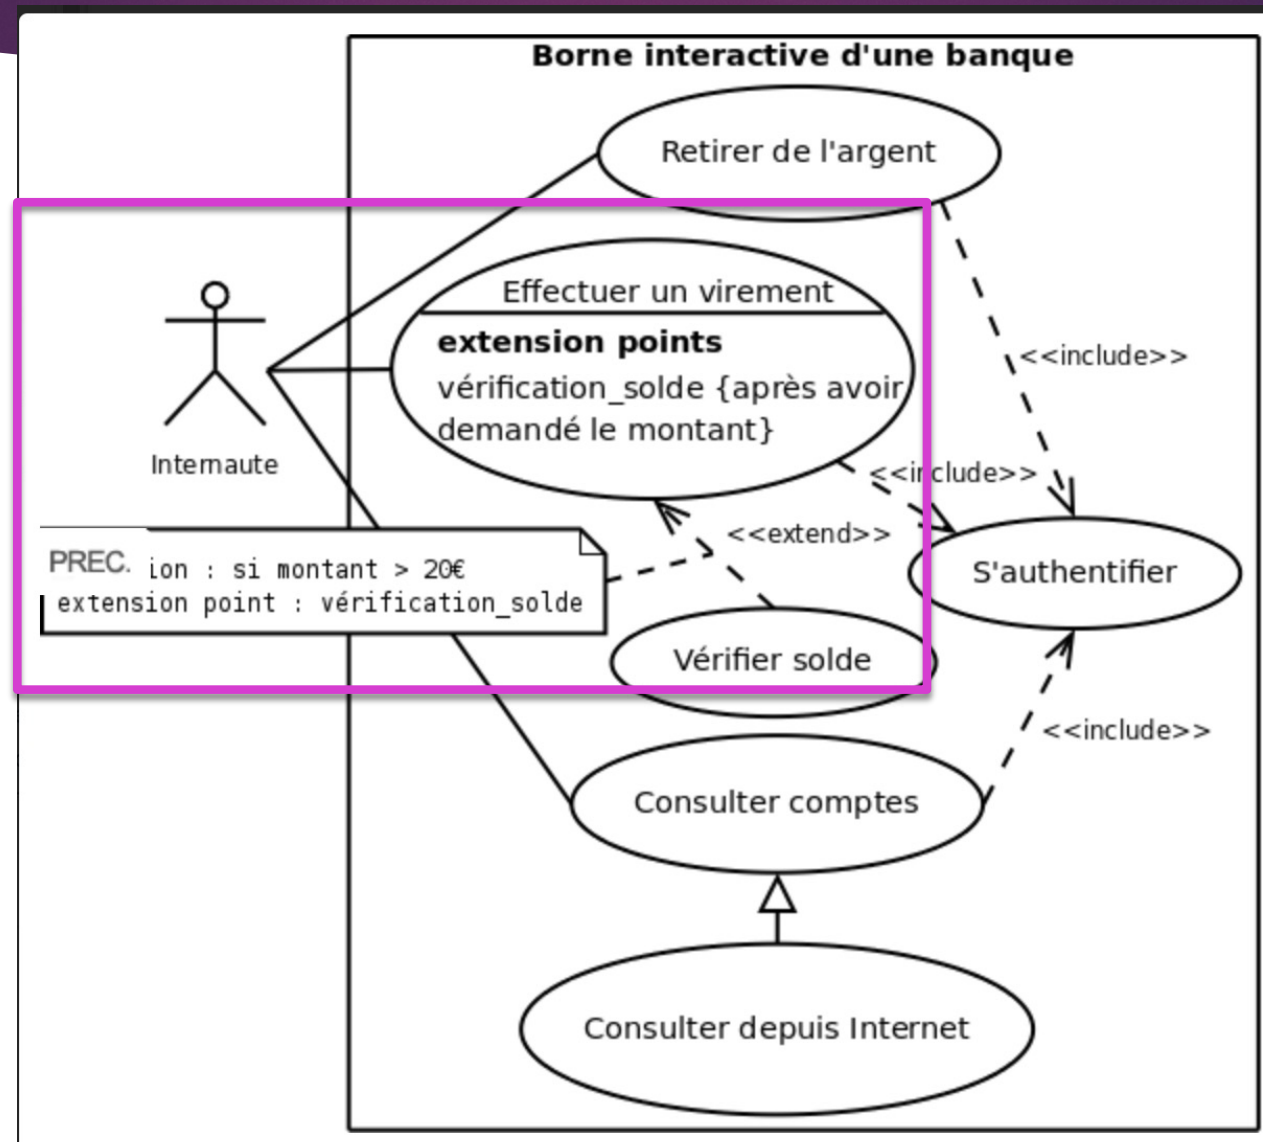 Borne interactive d'une banque
Retirer de l'argent
Effectuer un virement
extension points
vérification_solde {après avoir
demandé le montant}
<<include>>
Internaute
<<include>>
<<extend>>
PREC. ion : si montant > 20€
extension point : vérification_solde
S'authentifier
Vérifier solde
<<include>>
Consulter comptes
Consulter depuis Internet